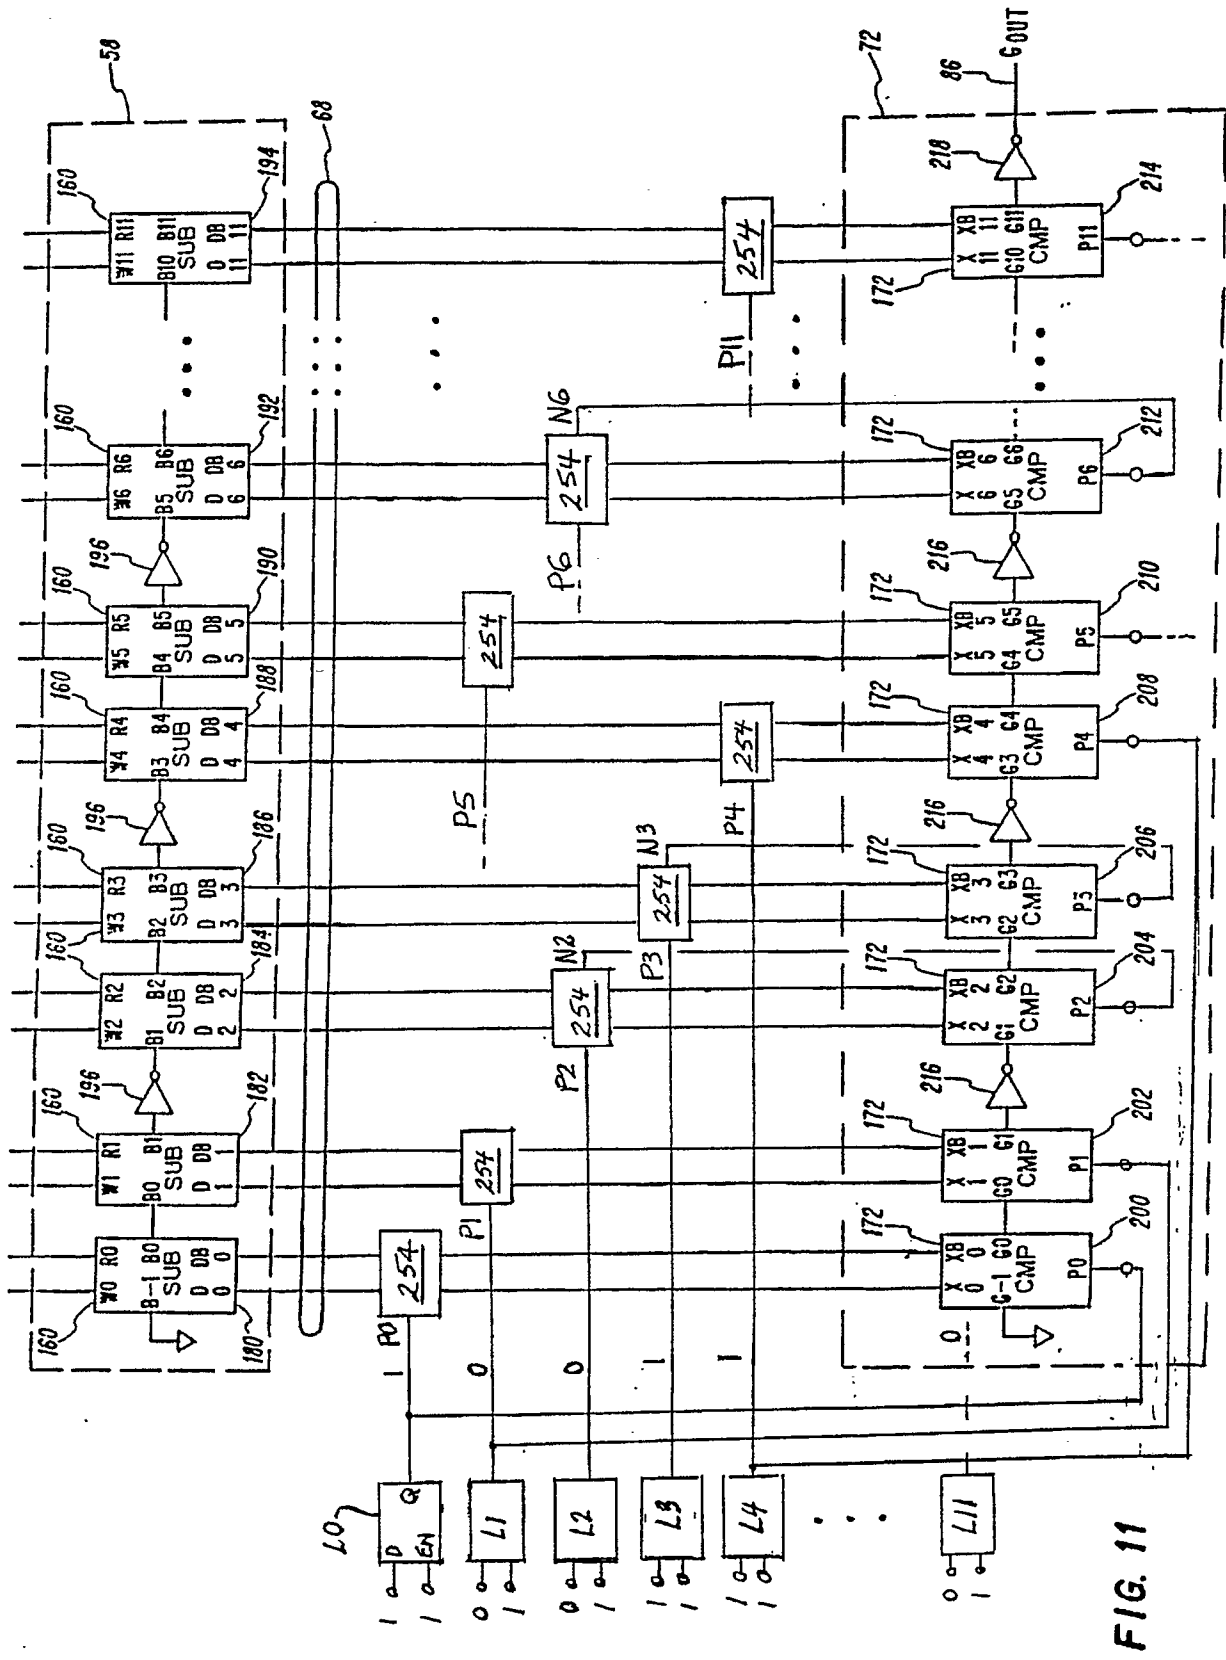 58
160 160 160 160 160 160 160 160
W0 R0 W1 R1 W2 R2 W3 R3 W4 R4 W5 R5 W6 R6 W11 R11
B-1 B0 B0 B1 B1 B2 B2 B3 B3 B4 B4 B5 B5 B6 B10 B11
SUB SUB SUB SUB SUB SUB SUB SUB
D DB D DB D DB D DB D DB D DB D DB D DB
0 0 2 2 3 3 4 4 5 5 6 6 11 11
180 182 184 186 188 190 192 194
196 196 196
160
• • •
68
L0
D Q
EN
1
1
1 P0 254
0
1
L1 0 P1 254
0
1
L2 0 P2 254 N2
1
1
L3 1 P3 254 N3
1
1
L4 1 P4 254
P5 254
P6 254 N6
P11 254
• • •
0
1
L11 0
72
172 172 172 172 172 172 172 172
X XB X XB X XB X XB X XB X XB X XB X XB
0 0 1 1 2 2 3 3 4 4 5 5 6 6 11 11
G-1 G0 G0 G1 G1 G2 G2 G3 G3 G4 G4 G5 G5 G6 G10 G11
CMP CMP CMP CMP CMP CMP CMP CMP
P0 P1 P2 P3 P4 P5 P6 P11
200 202 204 206 208 210 212 214
216 216 216 218
86
GOUT
FIG. 11